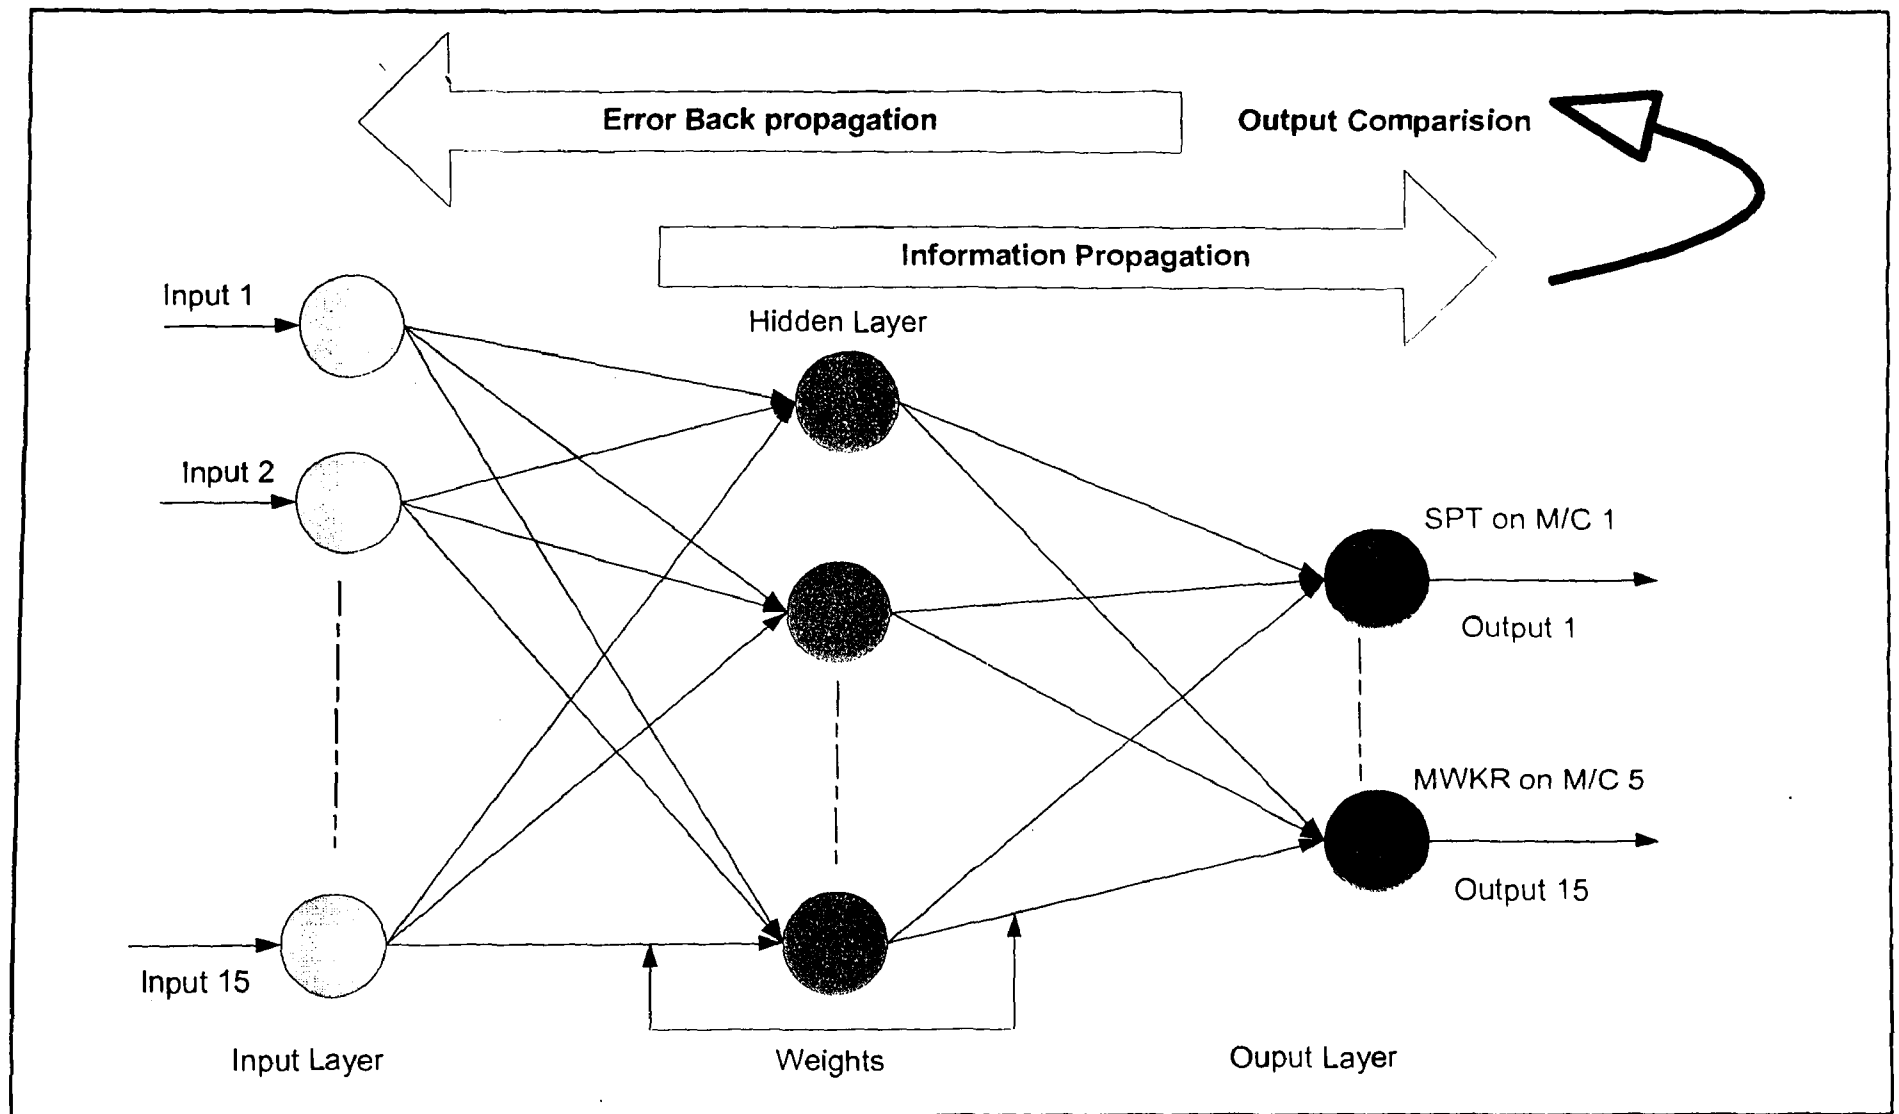 Error Back propagation
Output Comparision
Information Propagation
Input 1
Hidden Layer
Input 2
SPT on M/C 1
Output 1
MWKR on M/C 5
Output 15
Input 15
Input Layer
Weights
Ouput Layer